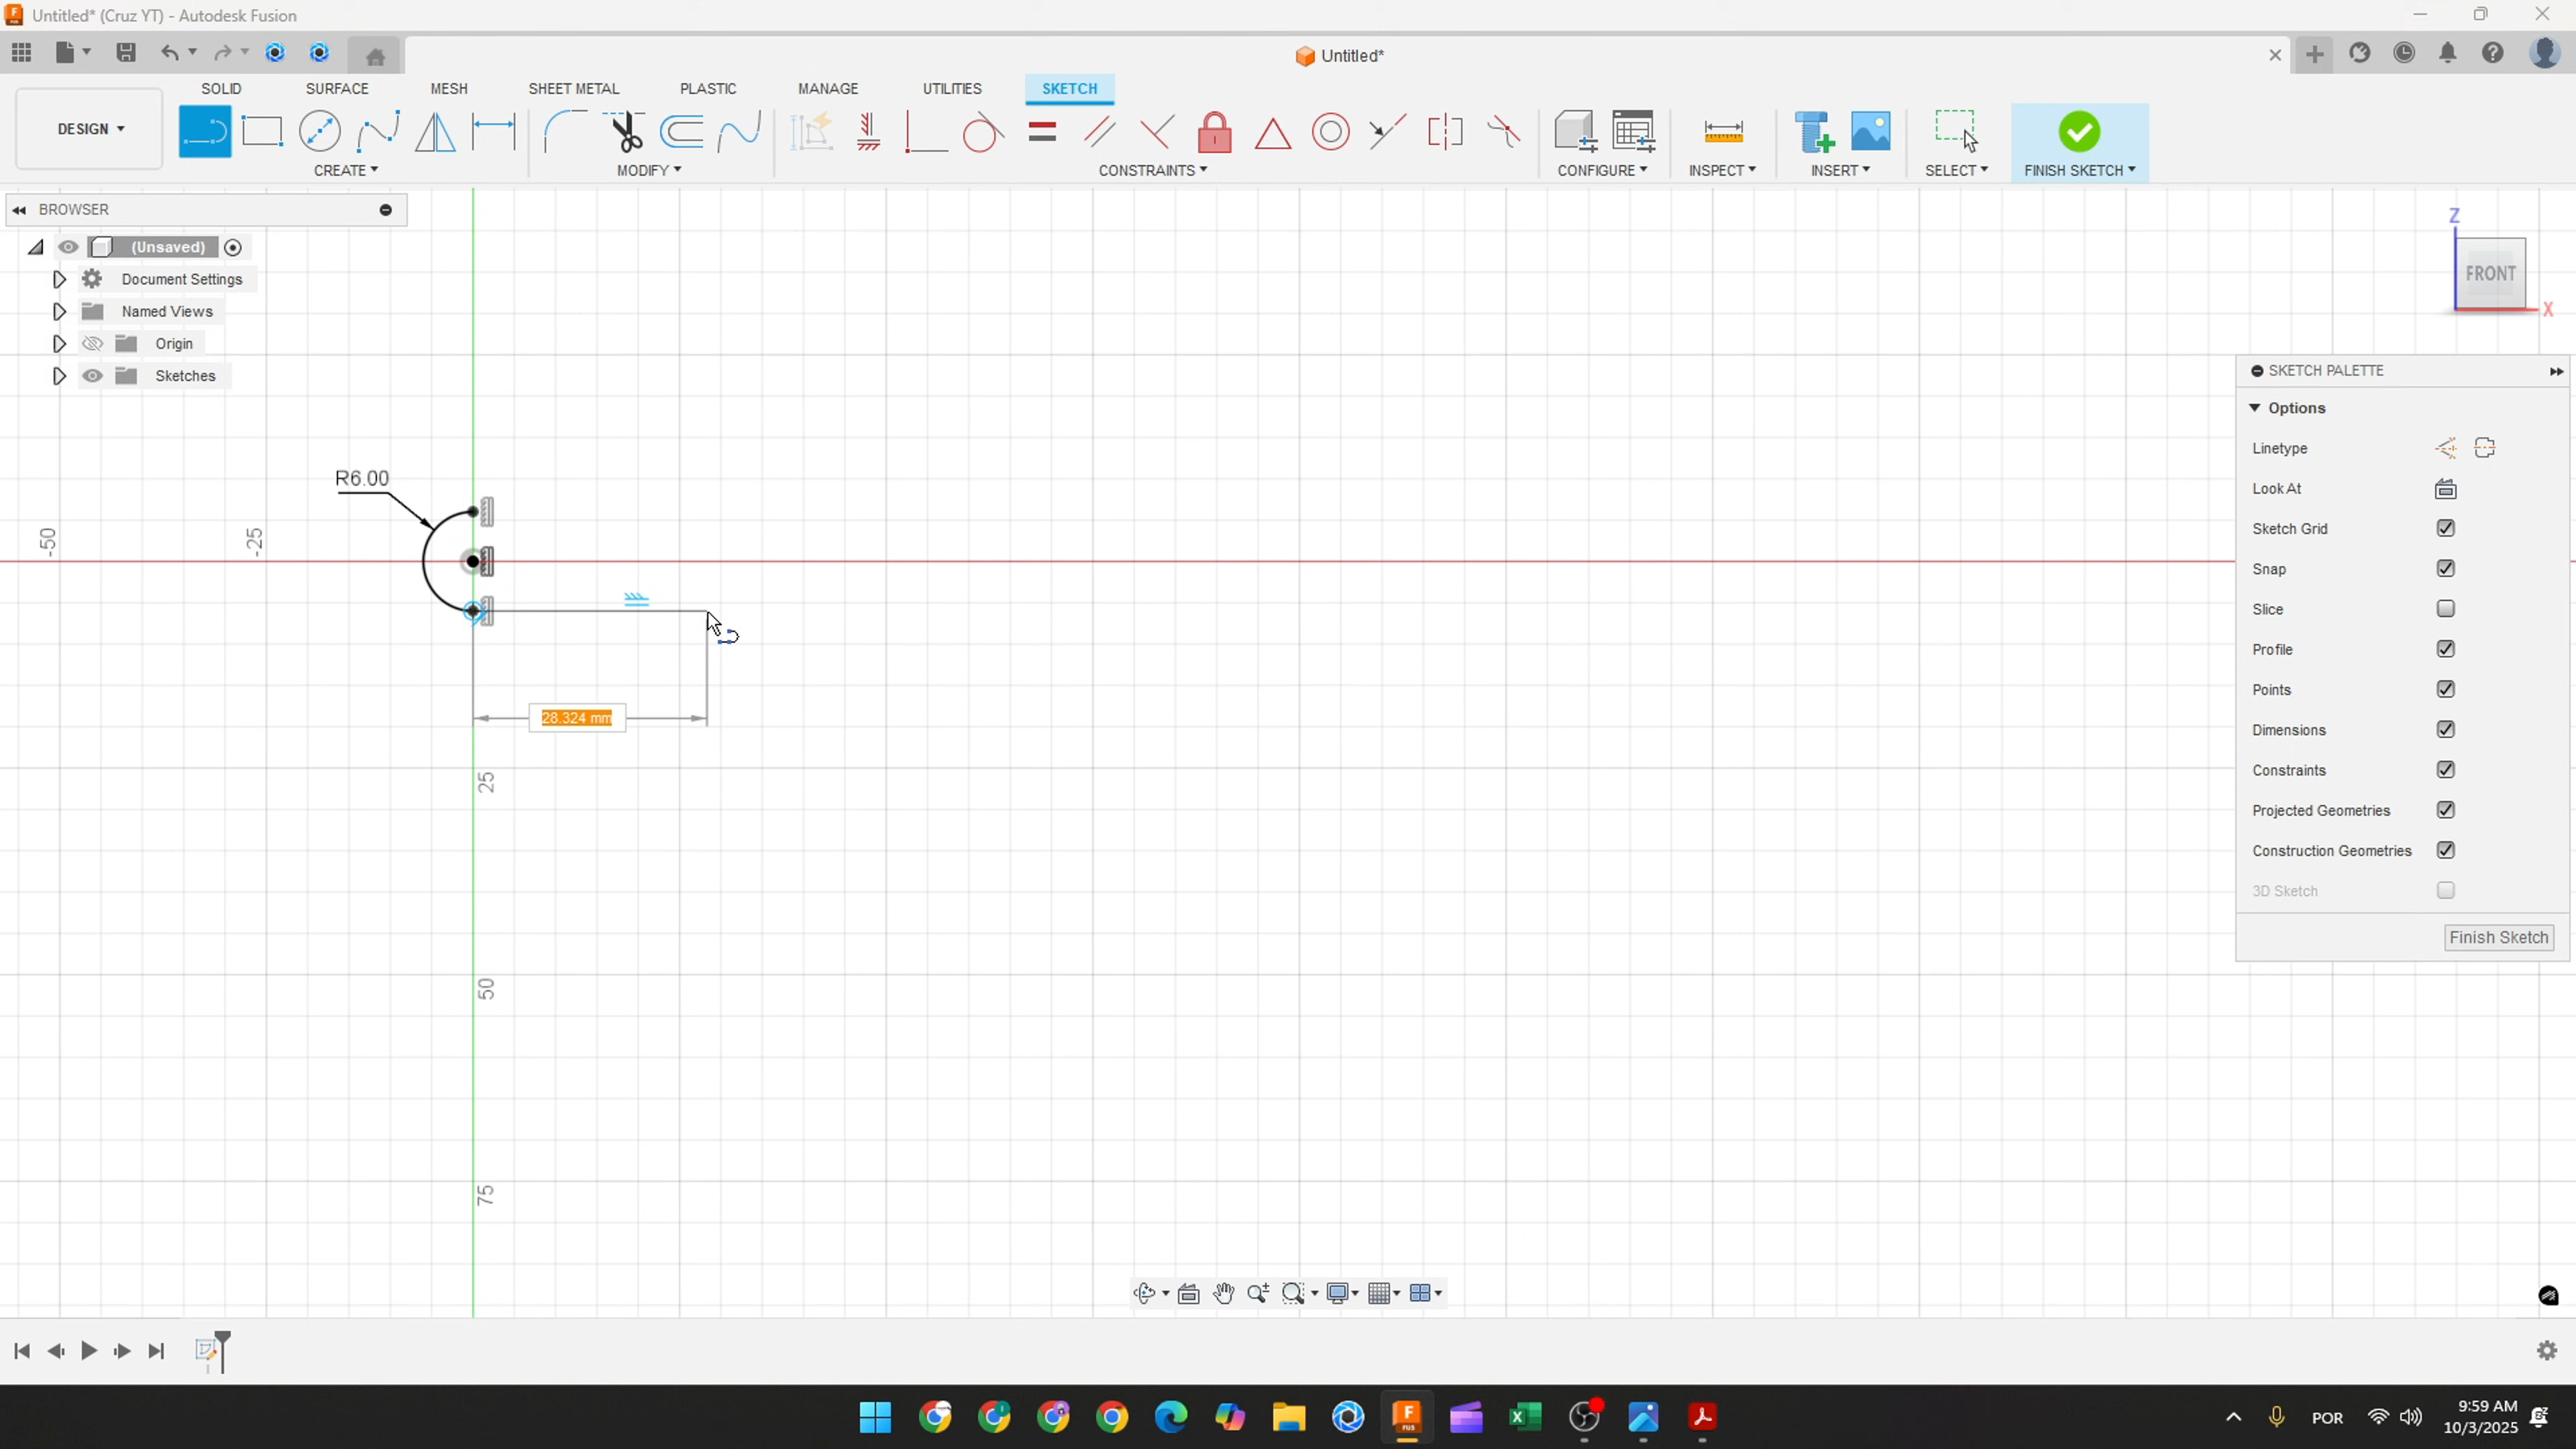 Untitled* (Cruz YT) - Autodesk Fusion
Untitled*
SOLID SURFACE MESH SHEET METAL PLASTIC MANAGE UTILITIES SKETCH
DESIGN
CREATE MODIFY CONSTRAINTS CONFIGURE INSPECT INSERT SELECT FINISH SKETCH
BROWSER
(Unsaved)
Document Settings
Named Views
Origin
Sketches
Z
FRONT
X
SKETCH PALETTE
Options
Linetype
Look At
Sketch Grid
Snap
Slice
Profile
Points
Dimensions
Constraints
Projected Geometries
Construction Geometries
3D Sketch
Finish Sketch
R6.00
-50
-25
28.324 mm
25
50
75
POR
9:59 AM
10/3/2025